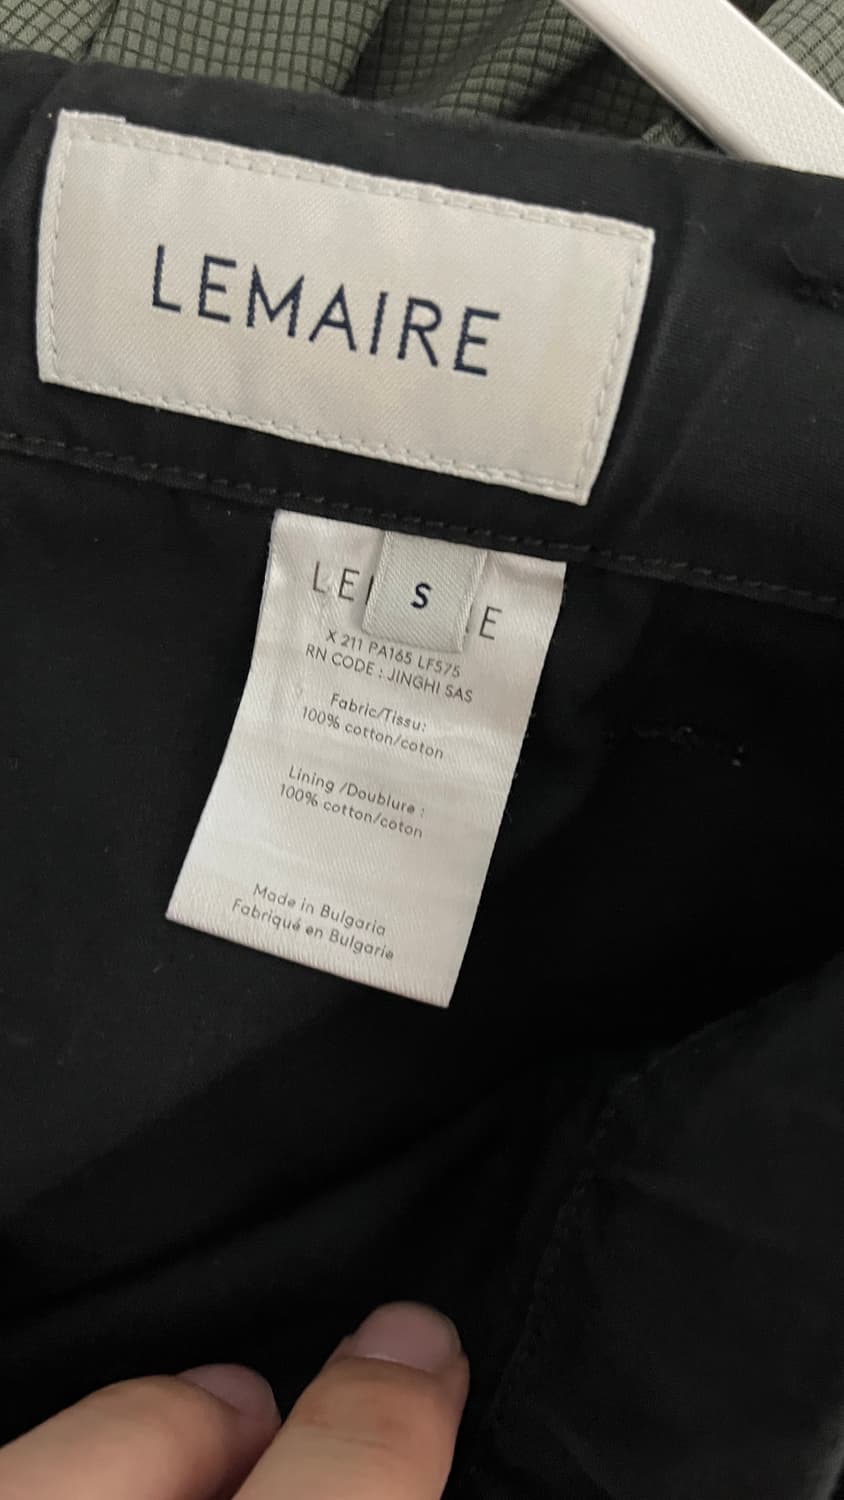 LEMAIRE
S
LE E
X 211 PA165 LF575
RN CODE : JINGHI SAS
Fabric/Tissu:
100% cotton/coton
Lining /Doublure :
100% cotton/coton
Made in Bulgaria
Fabriqué en Bulgarie